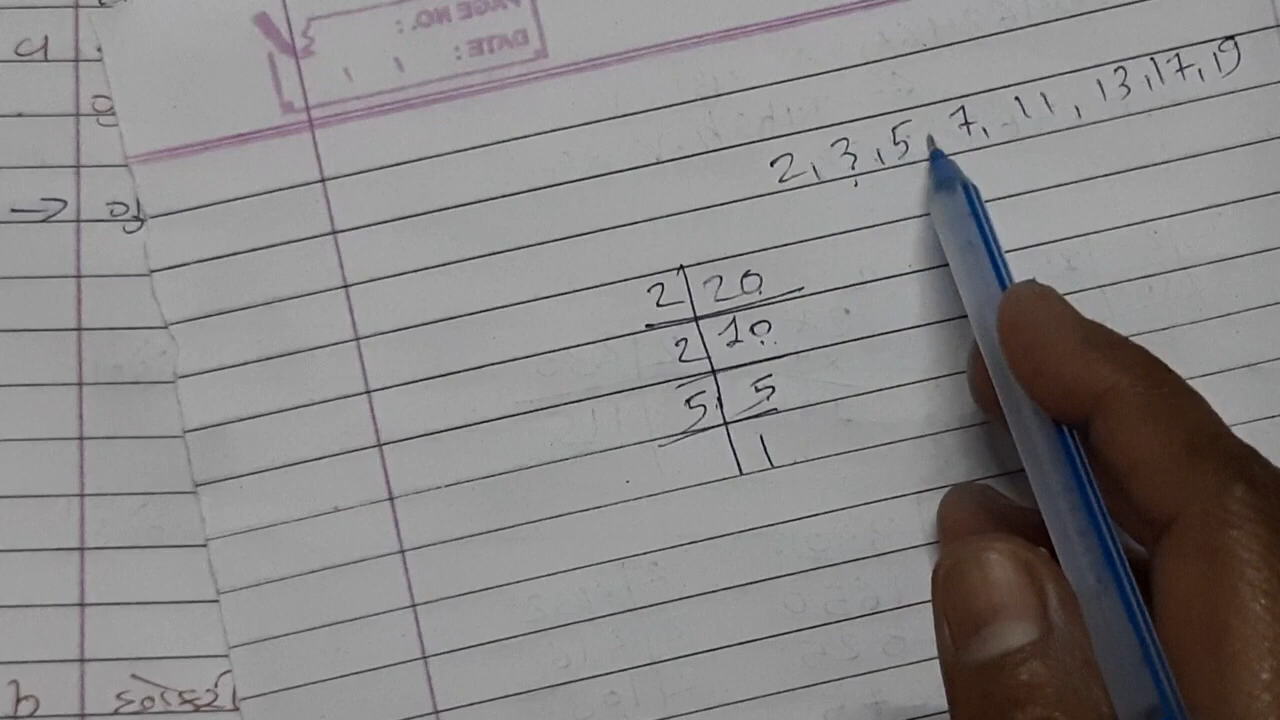 PAGE NO. :
DATE :
2, 3, 5, 7, 11, 13, 17, 19
2 | 20
2 | 10
5 | 5
1